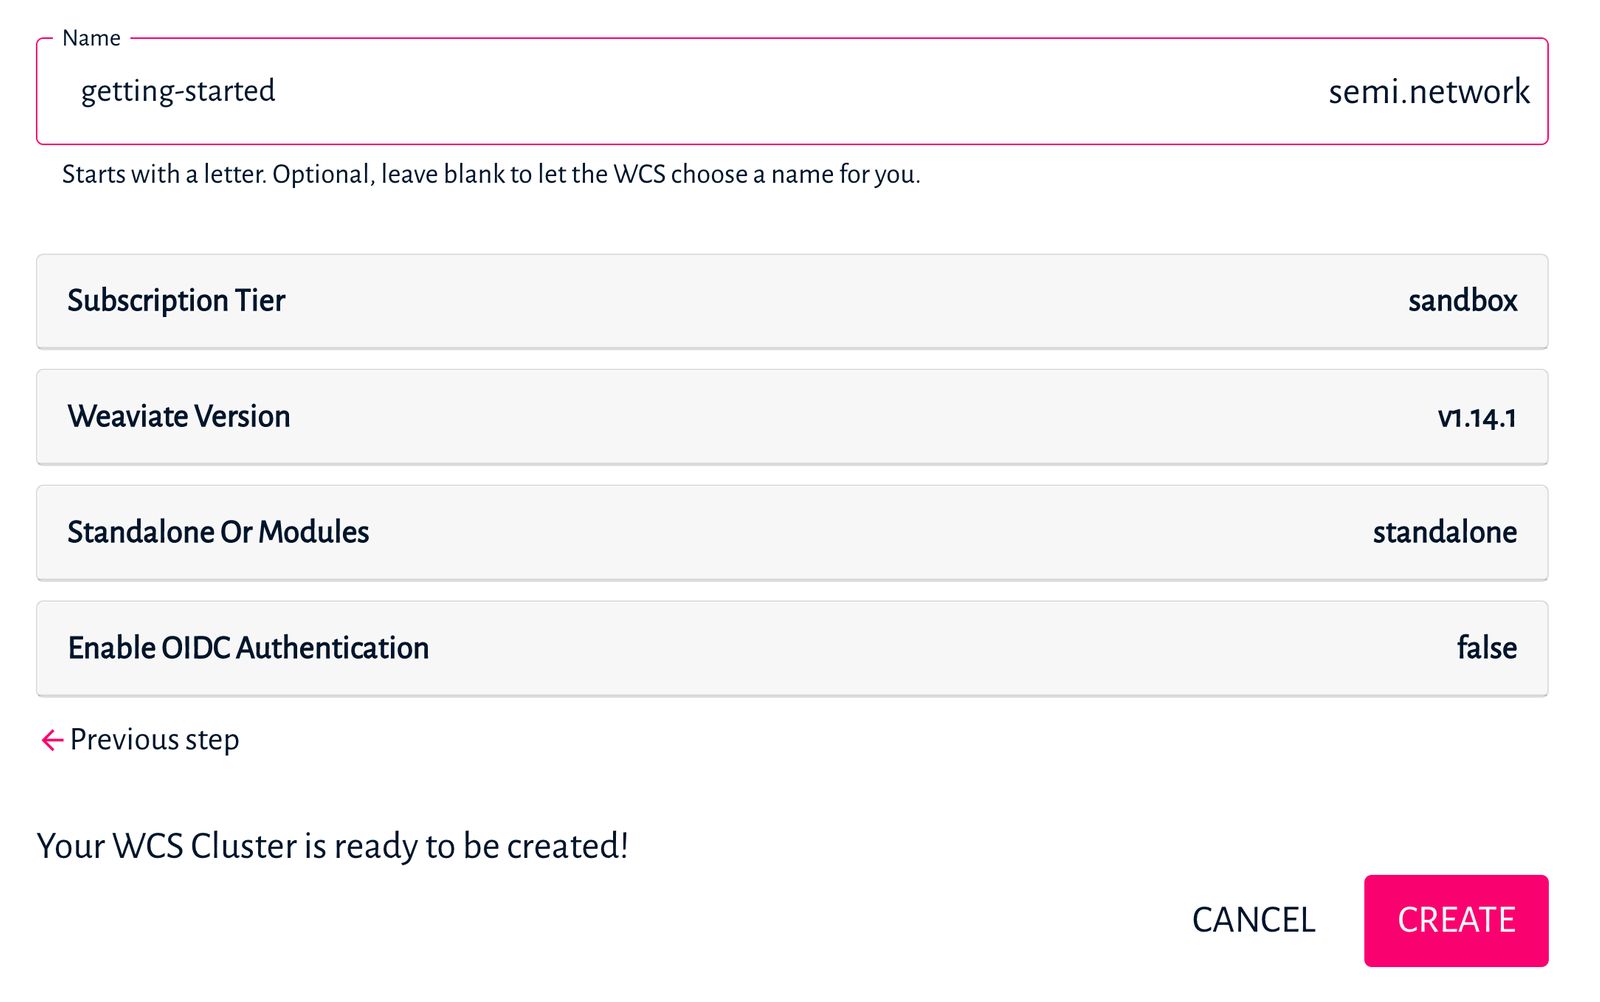 Name
getting-started semi.network
Starts with a letter. Optional, leave blank to let the WCS choose a name for you.
Subscription Tier sandbox
Weaviate Version v1.14.1
Standalone Or Modules standalone
Enable OIDC Authentication false
← Previous step
Your WCS Cluster is ready to be created!
CANCEL CREATE